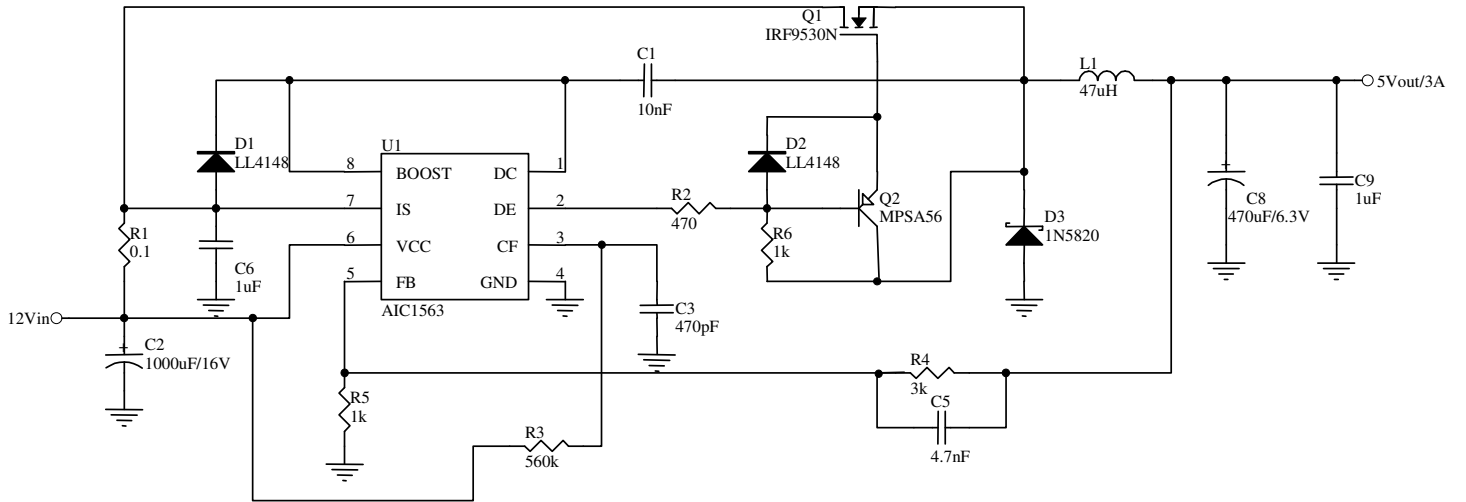 Q1
IRF9530N
C1
10nF
L1
47uH
5Vout/3A
D1
LL4148
U1
8
BOOST
DC
1
7
IS
DE
2
6
VCC
CF
3
5
FB
GND
4
AIC1563
D2
LL4148
R2
470
Q2
MPSA56
R6
1k
D3
1N5820
C8
470uF/6.3V
C9
1uF
R1
0.1
C6
1uF
12Vin
C2
1000uF/16V
+
+
C3
470pF
R4
3k
C5
4.7nF
R5
1k
R3
560k